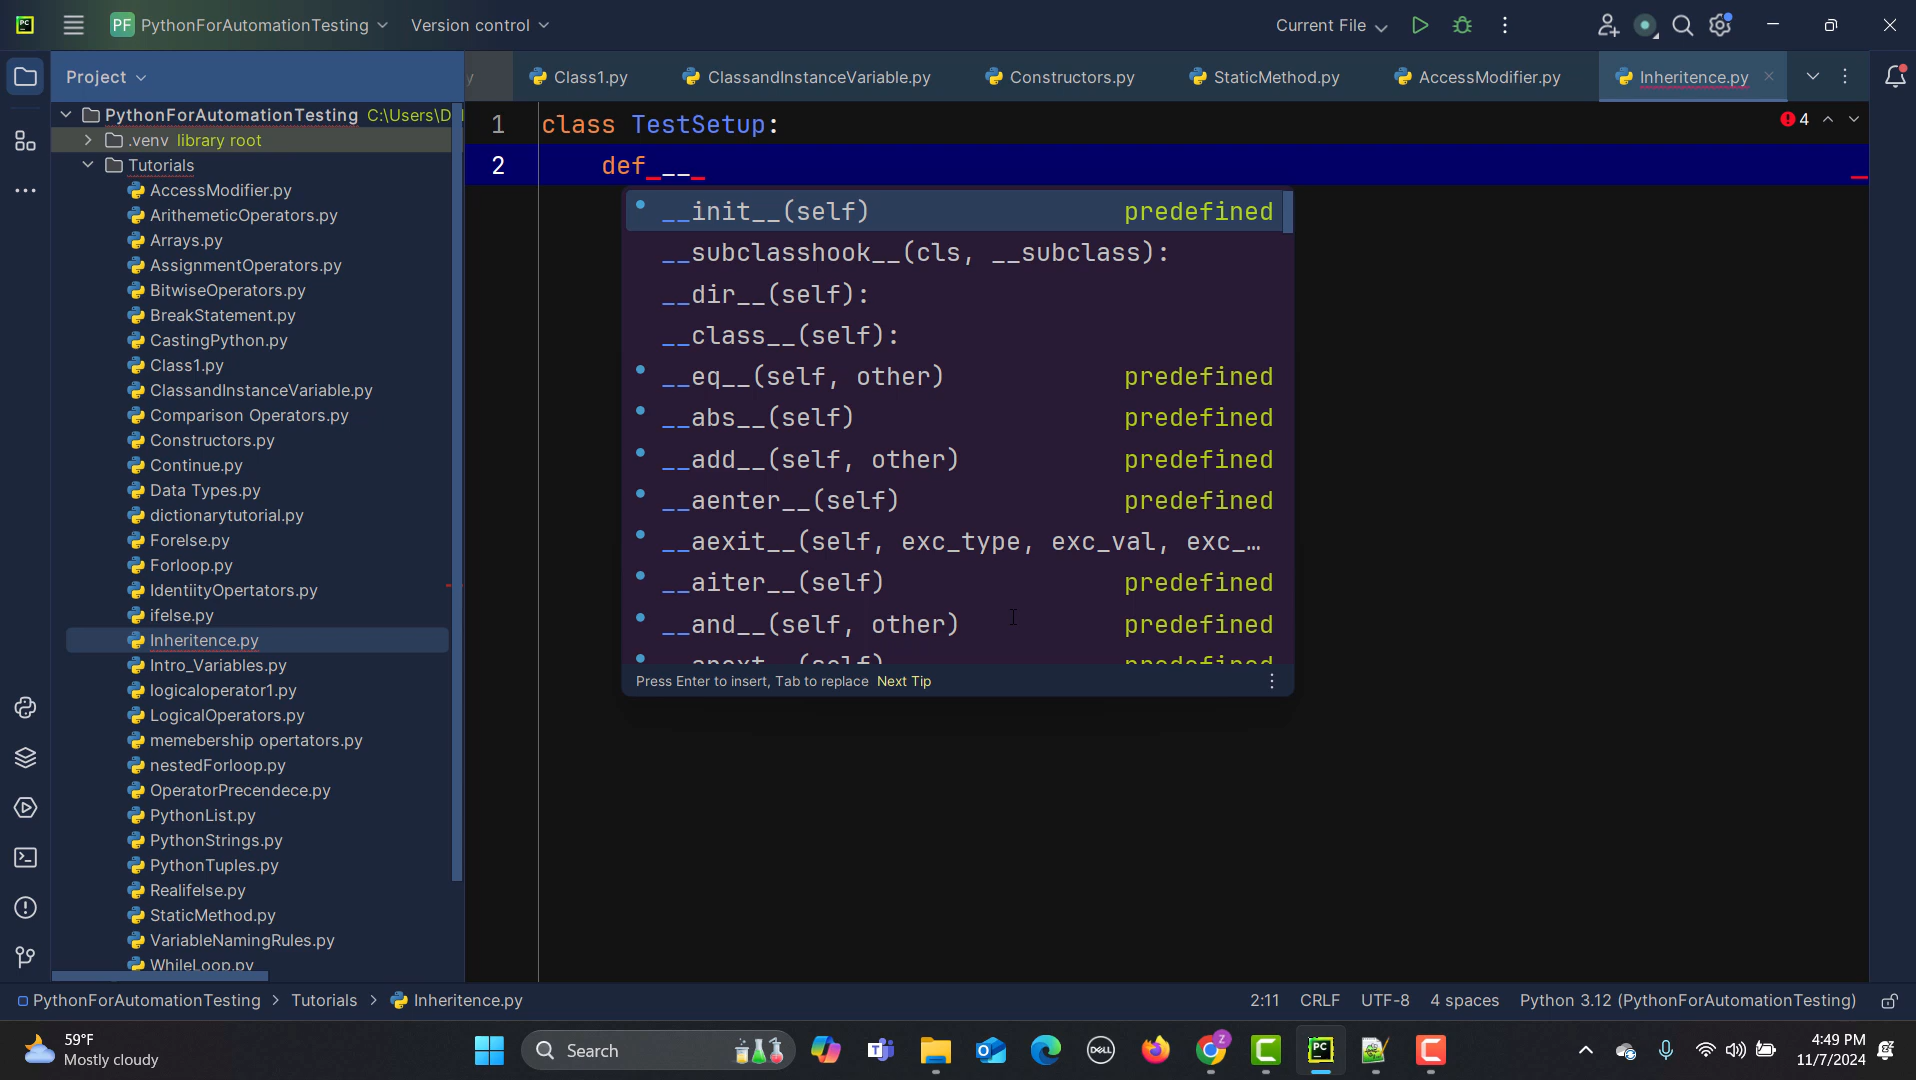 PC PF PythonForAutomationTesting Version control Current File
Project
y Class1.py ClassandInstanceVariable.py Constructors.py StaticMethod.py AccessModifier.py Inheritence.py
PythonForAutomationTesting C:\Users\D
.venv library root
Tutorials
AccessModifier.py
ArithemeticOperators.py
Arrays.py
AssignmentOperators.py
BitwiseOperators.py
BreakStatement.py
CastingPython.py
Class1.py
ClassandInstanceVariable.py
Comparison Operators.py
Constructors.py
Continue.py
Data Types.py
dictionarytutorial.py
Forelse.py
Forloop.py
IdentiityOpertators.py
ifelse.py
Inheritence.py
Intro_Variables.py
logicaloperator1.py
LogicalOperators.py
memebership opertators.py
nestedForloop.py
OperatorPrecendece.py
PythonList.py
PythonStrings.py
PythonTuples.py
Realifelse.py
StaticMethod.py
VariableNamingRules.py
WhileLoop.py
1 class TestSetup:
4
2 def __
__init__(self) predefined
__subclasshook__(cls, __subclass):
__dir__(self):
__class__(self):
__eq__(self, other) predefined
__abs__(self) predefined
__add__(self, other) predefined
__aenter__(self) predefined
__aexit__(self, exc_type, exc_val, exc_…
__aiter__(self) predefined
__and__(self, other) predefined
__anext__(self) predefined
Press Enter to insert, Tab to replace Next Tip
PythonForAutomationTesting > Tutorials > Inheritence.py 2:11 CRLF UTF-8 4 spaces Python 3.12 (PythonForAutomationTesting)
59°F
Mostly cloudy
Search
DELL
Z
PC
4:49 PM
11/7/2024